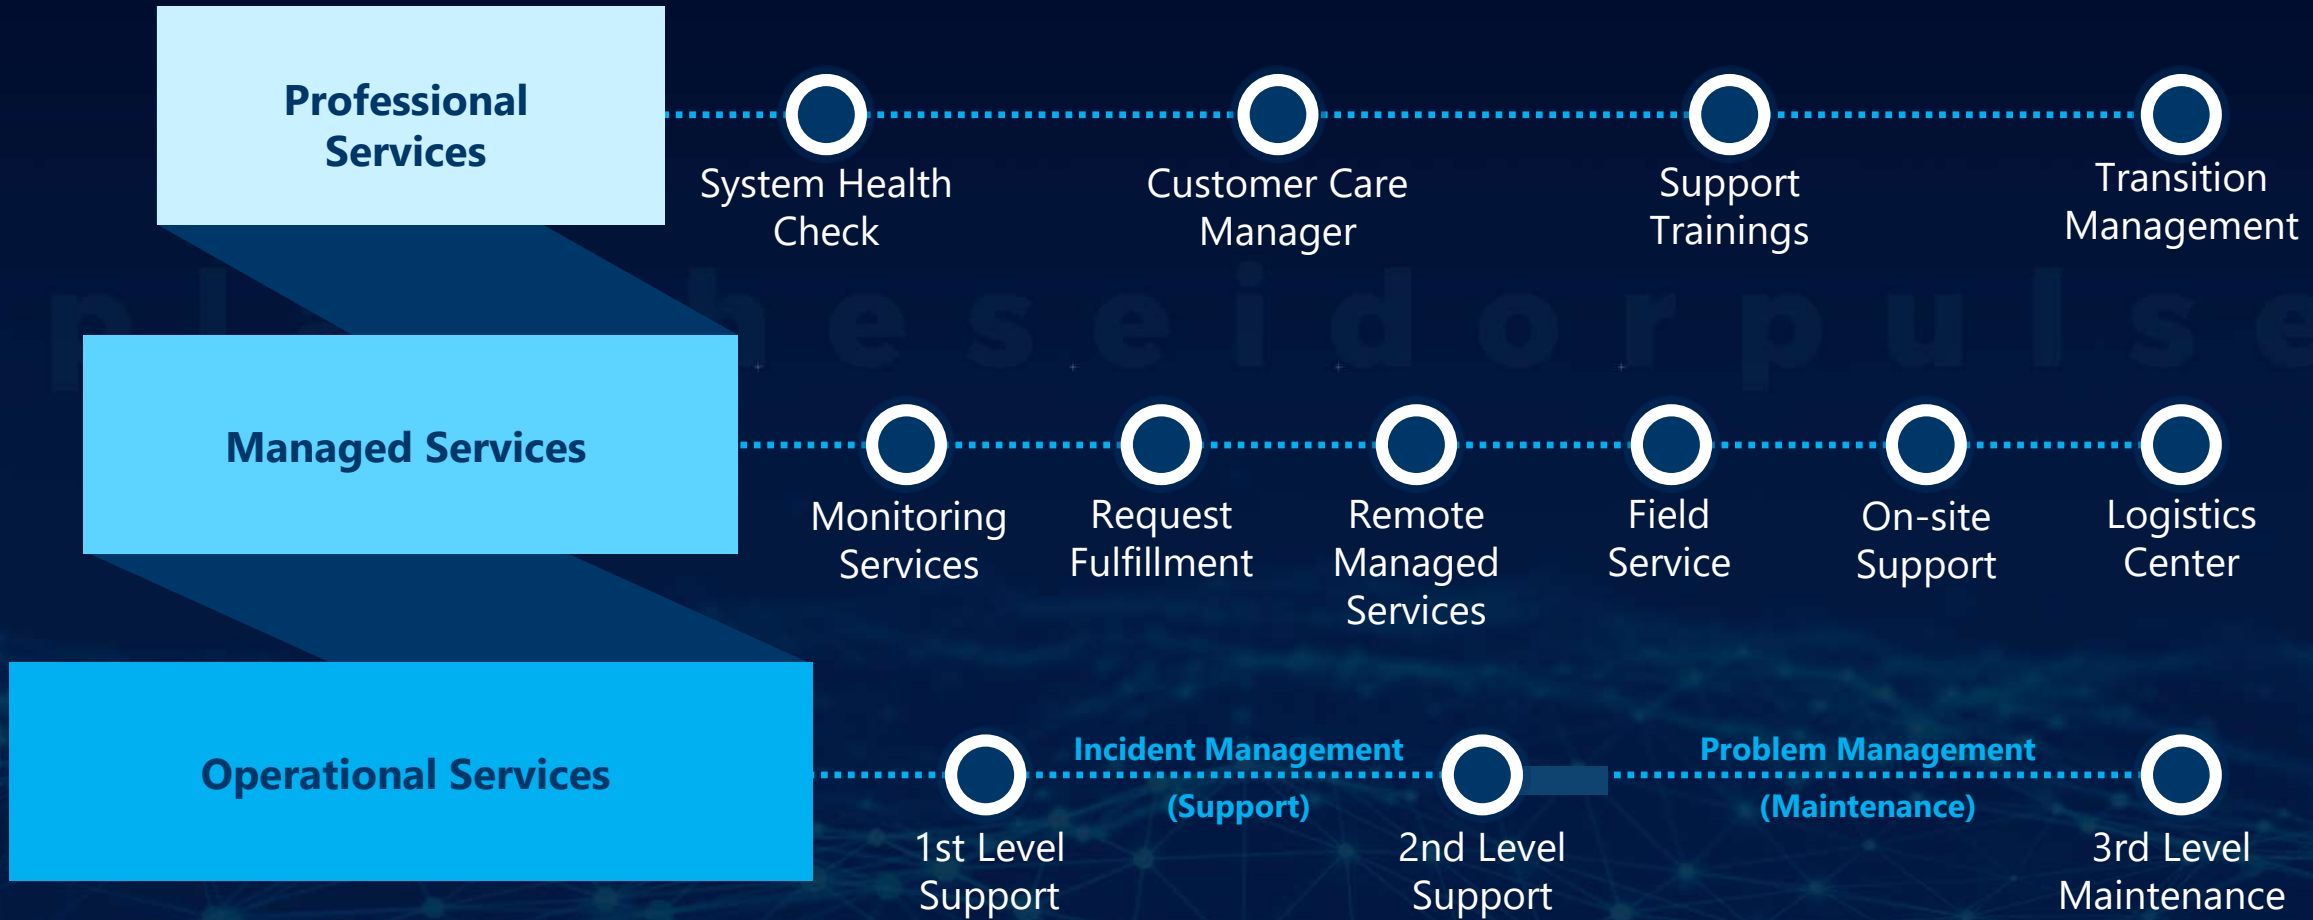 Professional
Services
System Health
Check
Customer Care
Manager
Support
Trainings
Transition
Management
p l h e s e i d o r p u l s e
Managed Services
Monitoring
Services
Request
Fulfillment
Remote
Managed
Services
Field
Service
On-site
Support
Logistics
Center
Operational Services
Incident Management
(Support)
Problem Management
(Maintenance)
1st Level
Support
2nd Level
Support
3rd Level
Maintenance